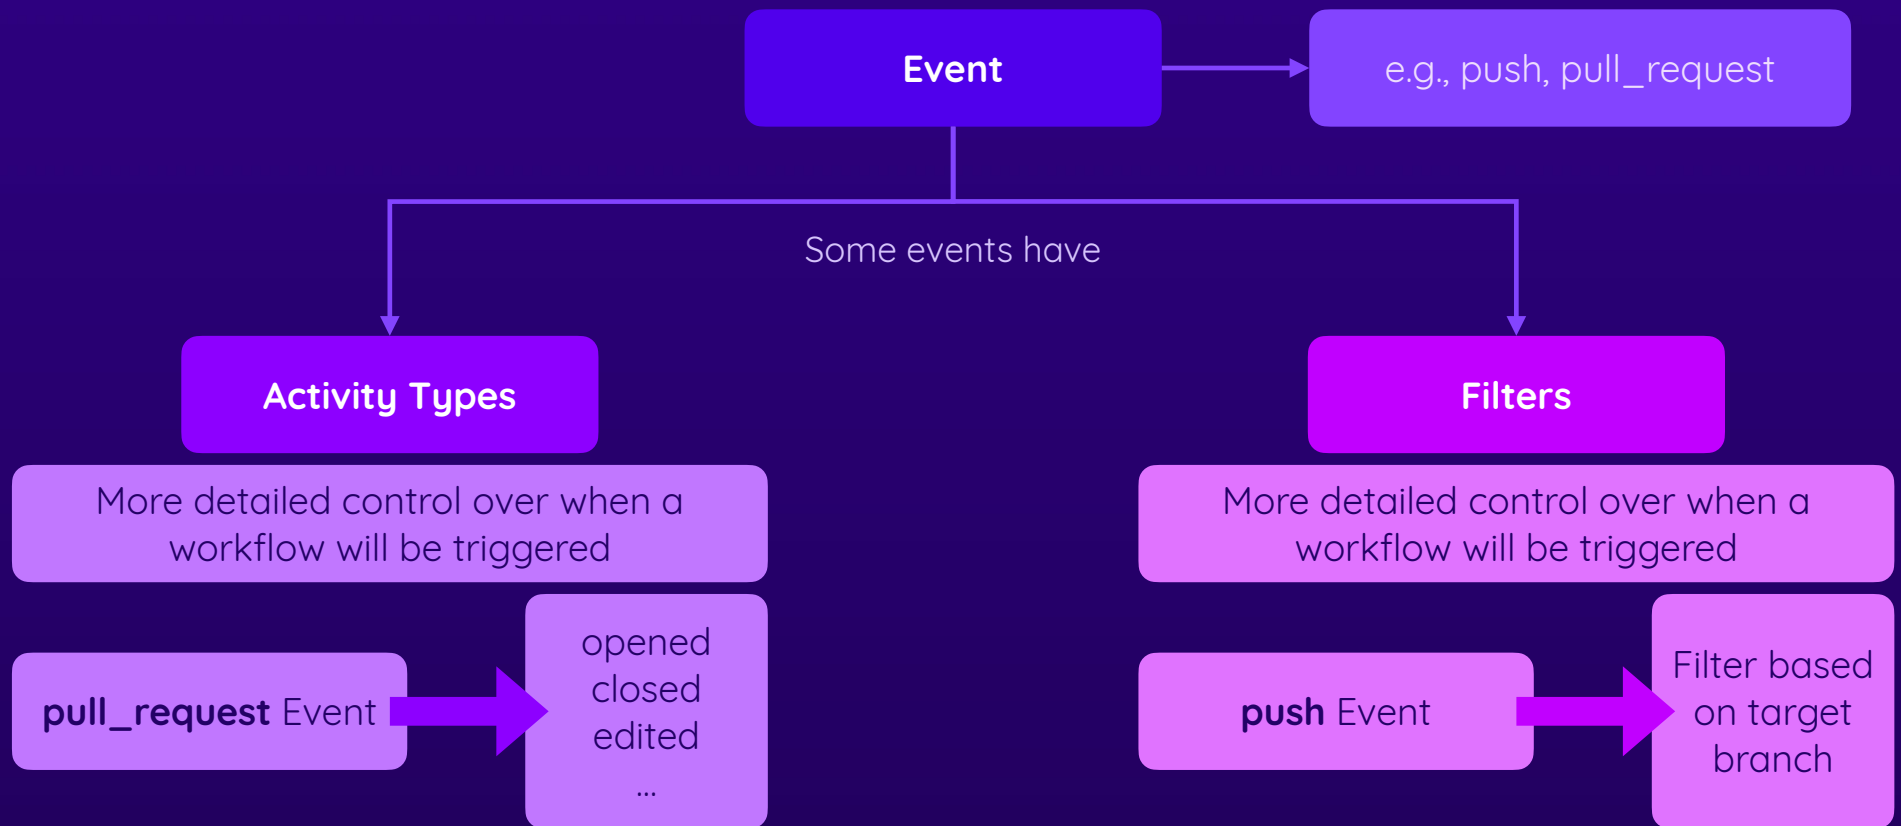 Event
e.g., push, pull_request
Some events have
Activity Types
More detailed control over when a
workflow will be triggered
pull_request Event
opened
closed
edited
...
Filters
More detailed control over when a
workflow will be triggered
push Event
Filter based
on target
branch